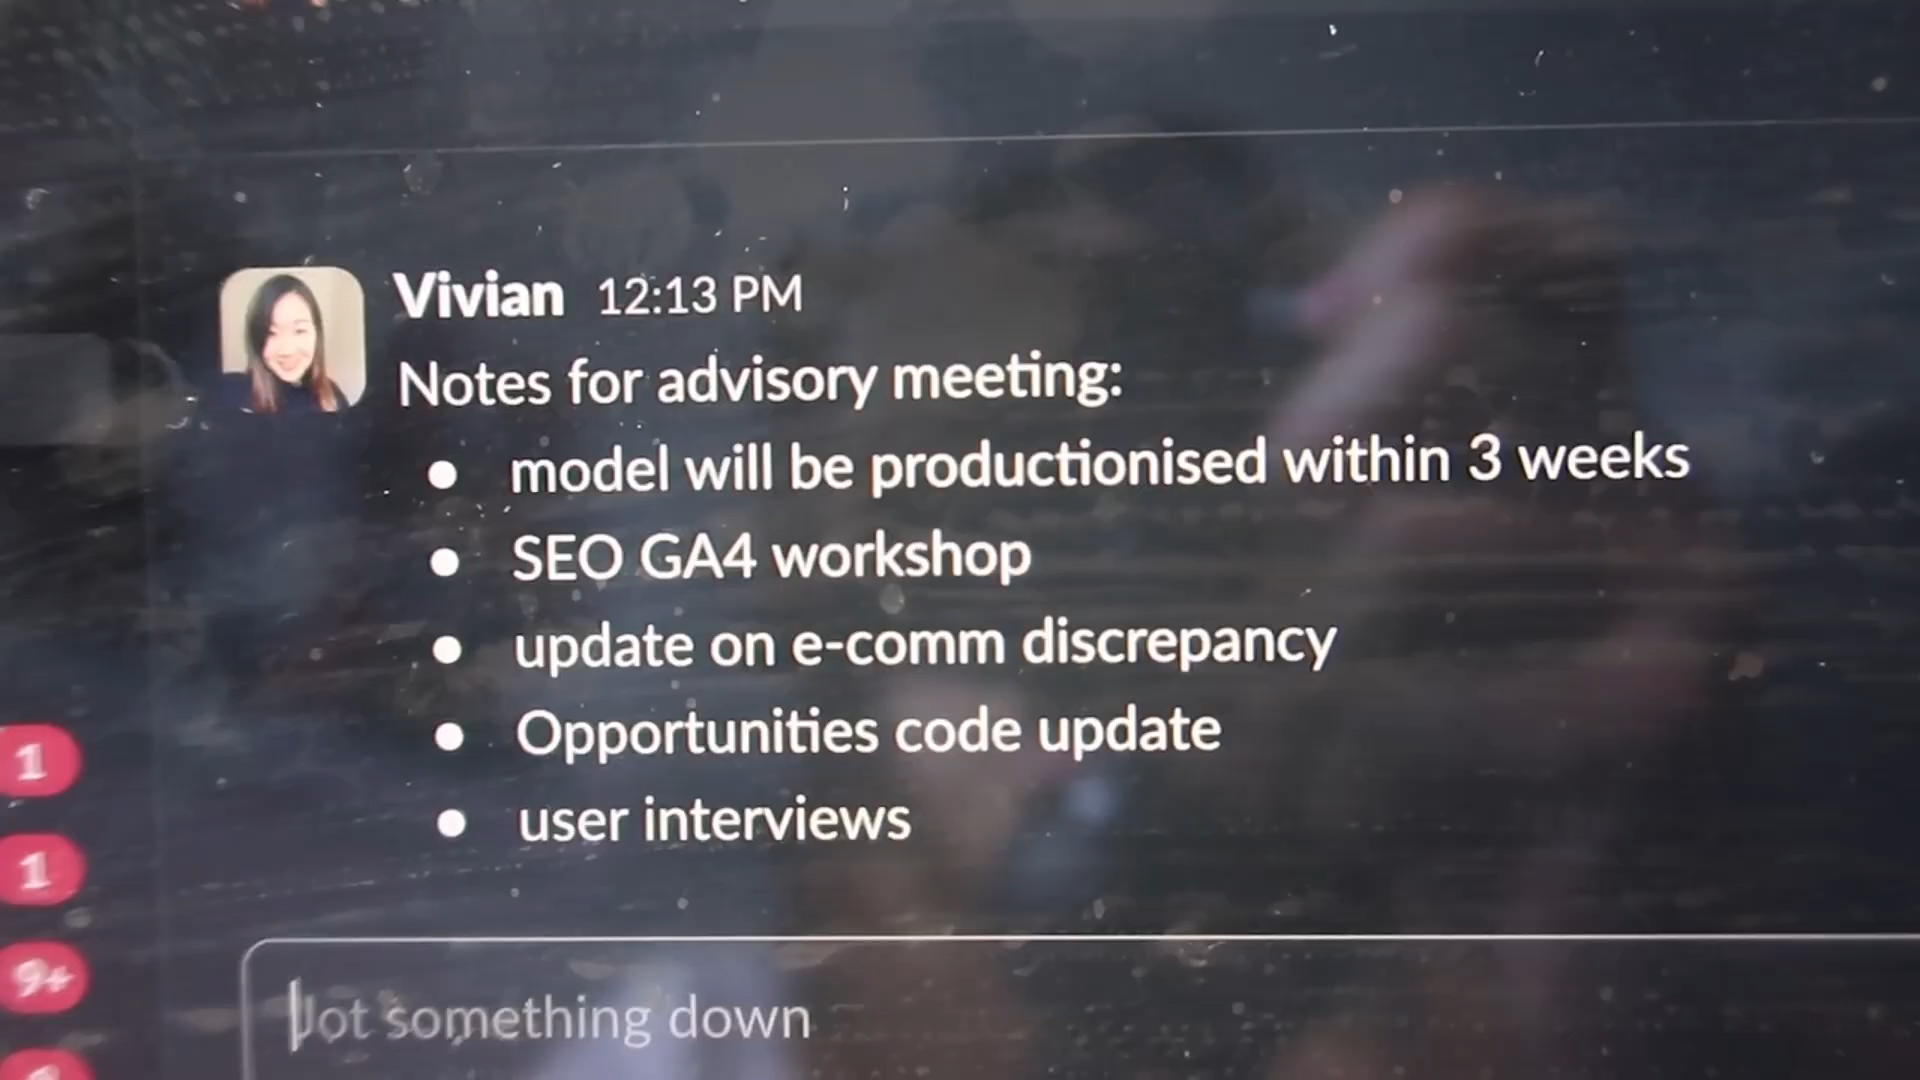 Vivian 12:13 PM
Notes for advisory meeting:
• model will be productionised within 3 weeks
• SEO GA4 workshop
• update on e-comm discrepancy
• Opportunities code update
• user interviews
1
1
9+
Jot something down